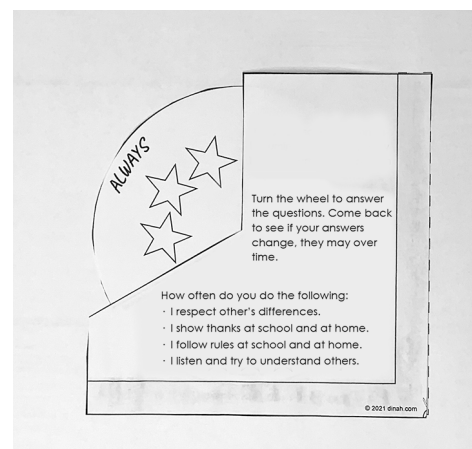 ALWAYS
Turn the wheel to answer
the questions. Come back
to see if your answers
change, they may over
time.
How often do you do the following:
· I respect other's differences.
· I show thanks at school and at home.
· I follow rules at school and at home.
· I listen and try to understand others.
© 2021 dinah.com